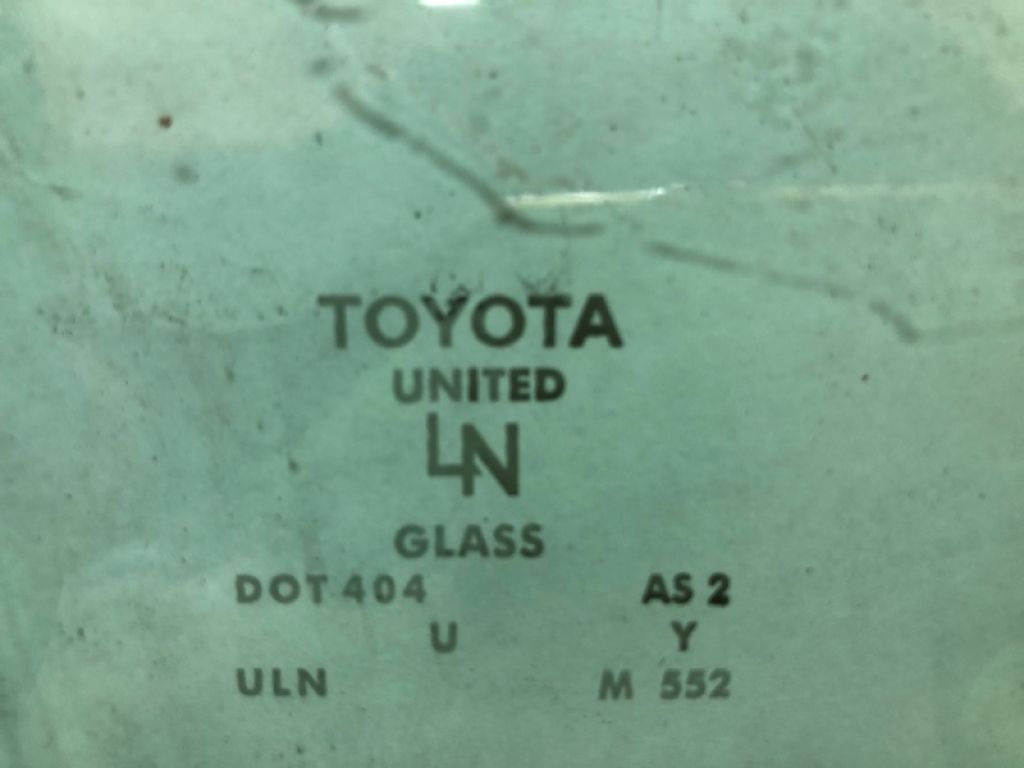 TOYOTA
UNITED
LN
GLASS
DOT 404 AS 2
U Y
ULN M 552